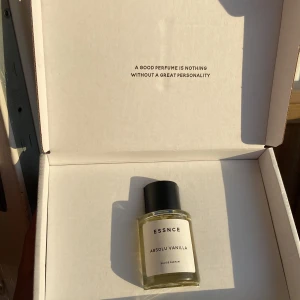 A GOOD PERFUME IS NOTHING
WITHOUT A GREAT PERSONALITY
ESSNCE
ABSOLU VANILLA